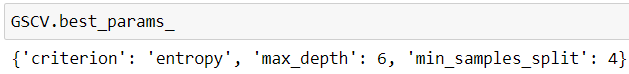 GSCV.best_params_
{'criterion': 'entropy', 'max_depth': 6, 'min_samples_split': 4}